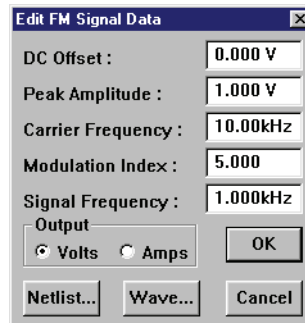 Edit FM Signal Data
DC Offset : 0.000 V
Peak Amplitude : 1.000 V
Carrier Frequency : 10.00kHz
Modulation Index : 5.000
Signal Frequency : 1.000kHz
Output
Volts Amps
OK
Netlist... Wave... Cancel